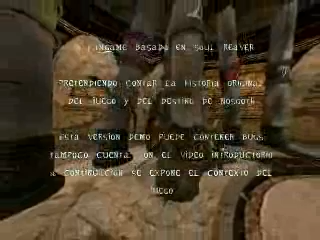 FANGAME BASADO EN SOUL REAVER
PRETENDIENDO CONTAR LA HISTORIA ORIGINAL
DEL JUEGO Y DEL DESTINO DE NOSGOTH
ESTA VERSION DEMO PUEDE CONTENER BUGS
TAMPOCO CUENTA CON EL VIDEO INTRODUCTORIO
A CONTINUACION SE EXPONE EL CONTEXTO DEL
JUEGO